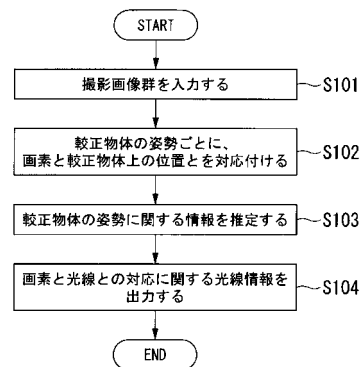 START
撮影画像群を入力する
S101
較正物体の姿勢ごとに、
画素と較正物体上の位置とを対応付ける
S102
較正物体の姿勢に関する情報を推定する
S103
画素と光線との対応に関する光線情報を
出力する
S104
END